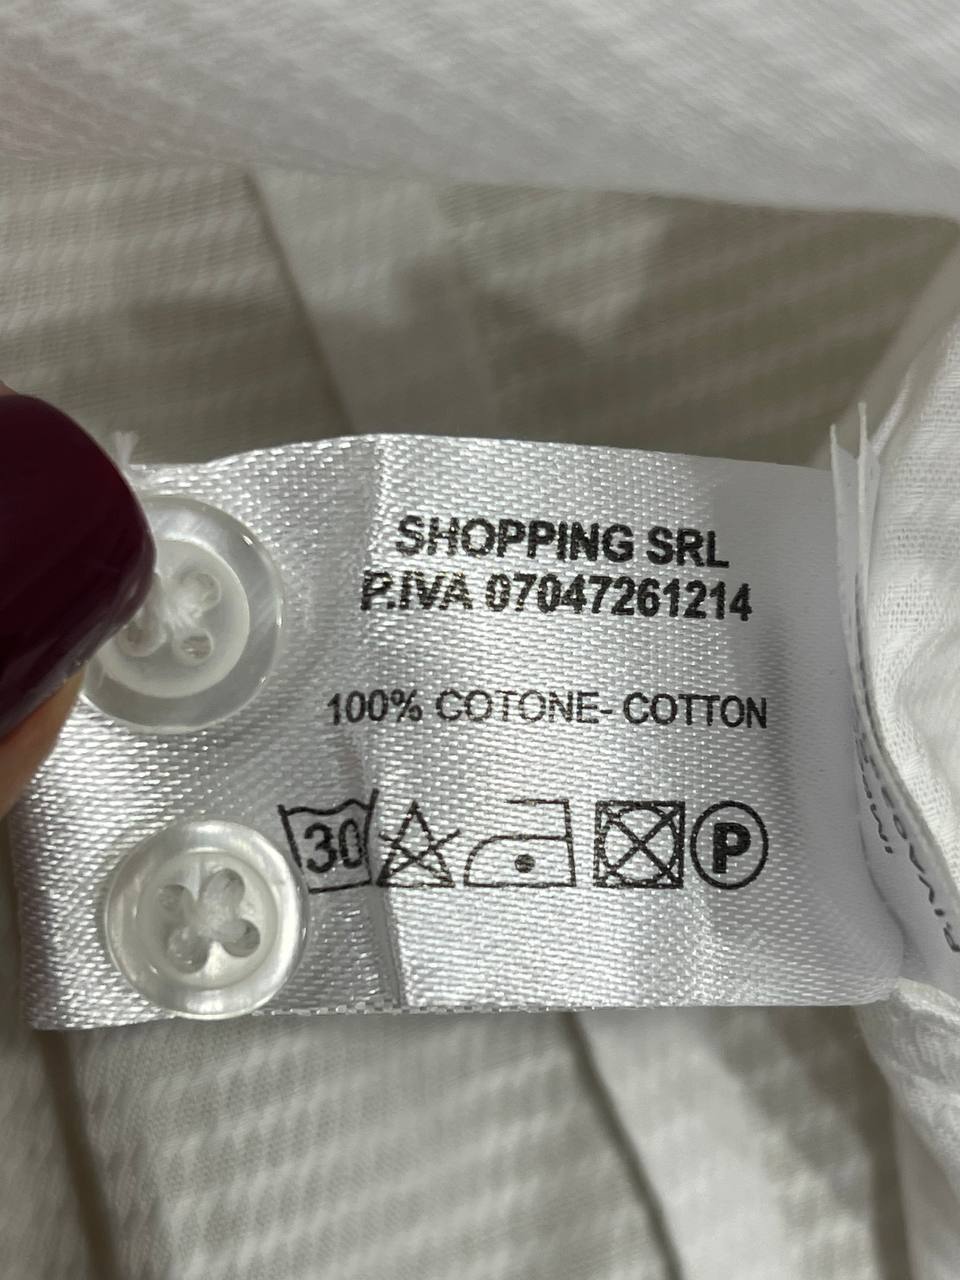 SHOPPING SRL
P.IVA 07047261214
100% COTONE- COTTON
30 P